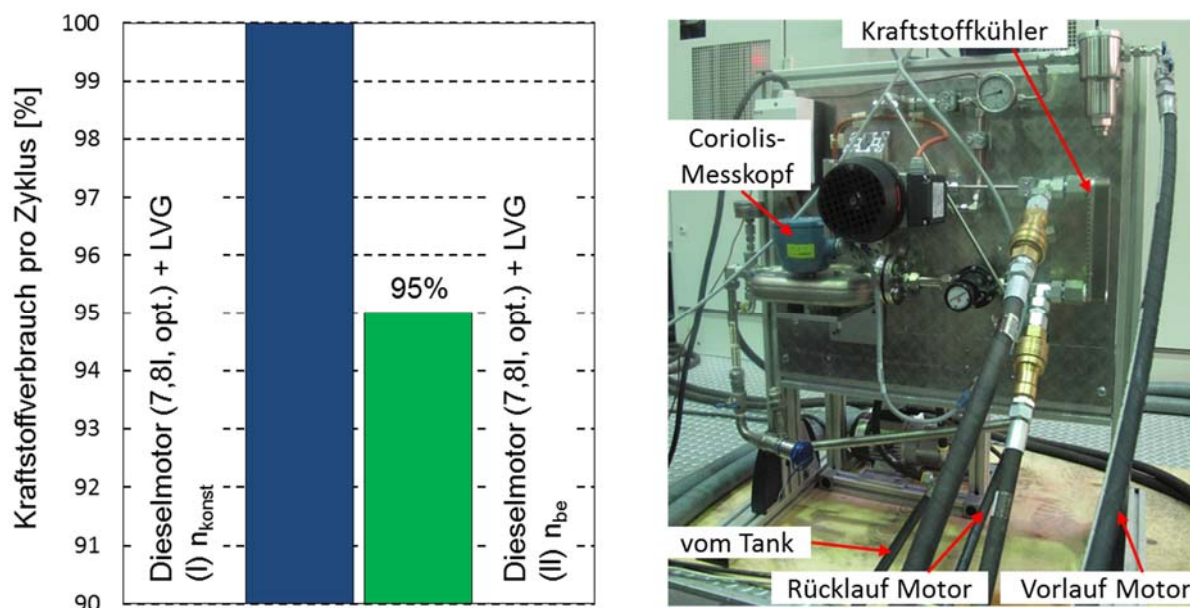 Kraftstoffverbrauch pro Zyklus [%]
100
99
98
97
96
95
94
93
92
91
90
Dieselmotor (7,8l, opt.) + LVG
(I) nkonst
95%
Dieselmotor (7,8l, opt.) + LVG
(II) nbe
Kraftstoffkühler
Coriolis-
Messkopf
vom Tank
Rücklauf Motor
Vorlauf Motor